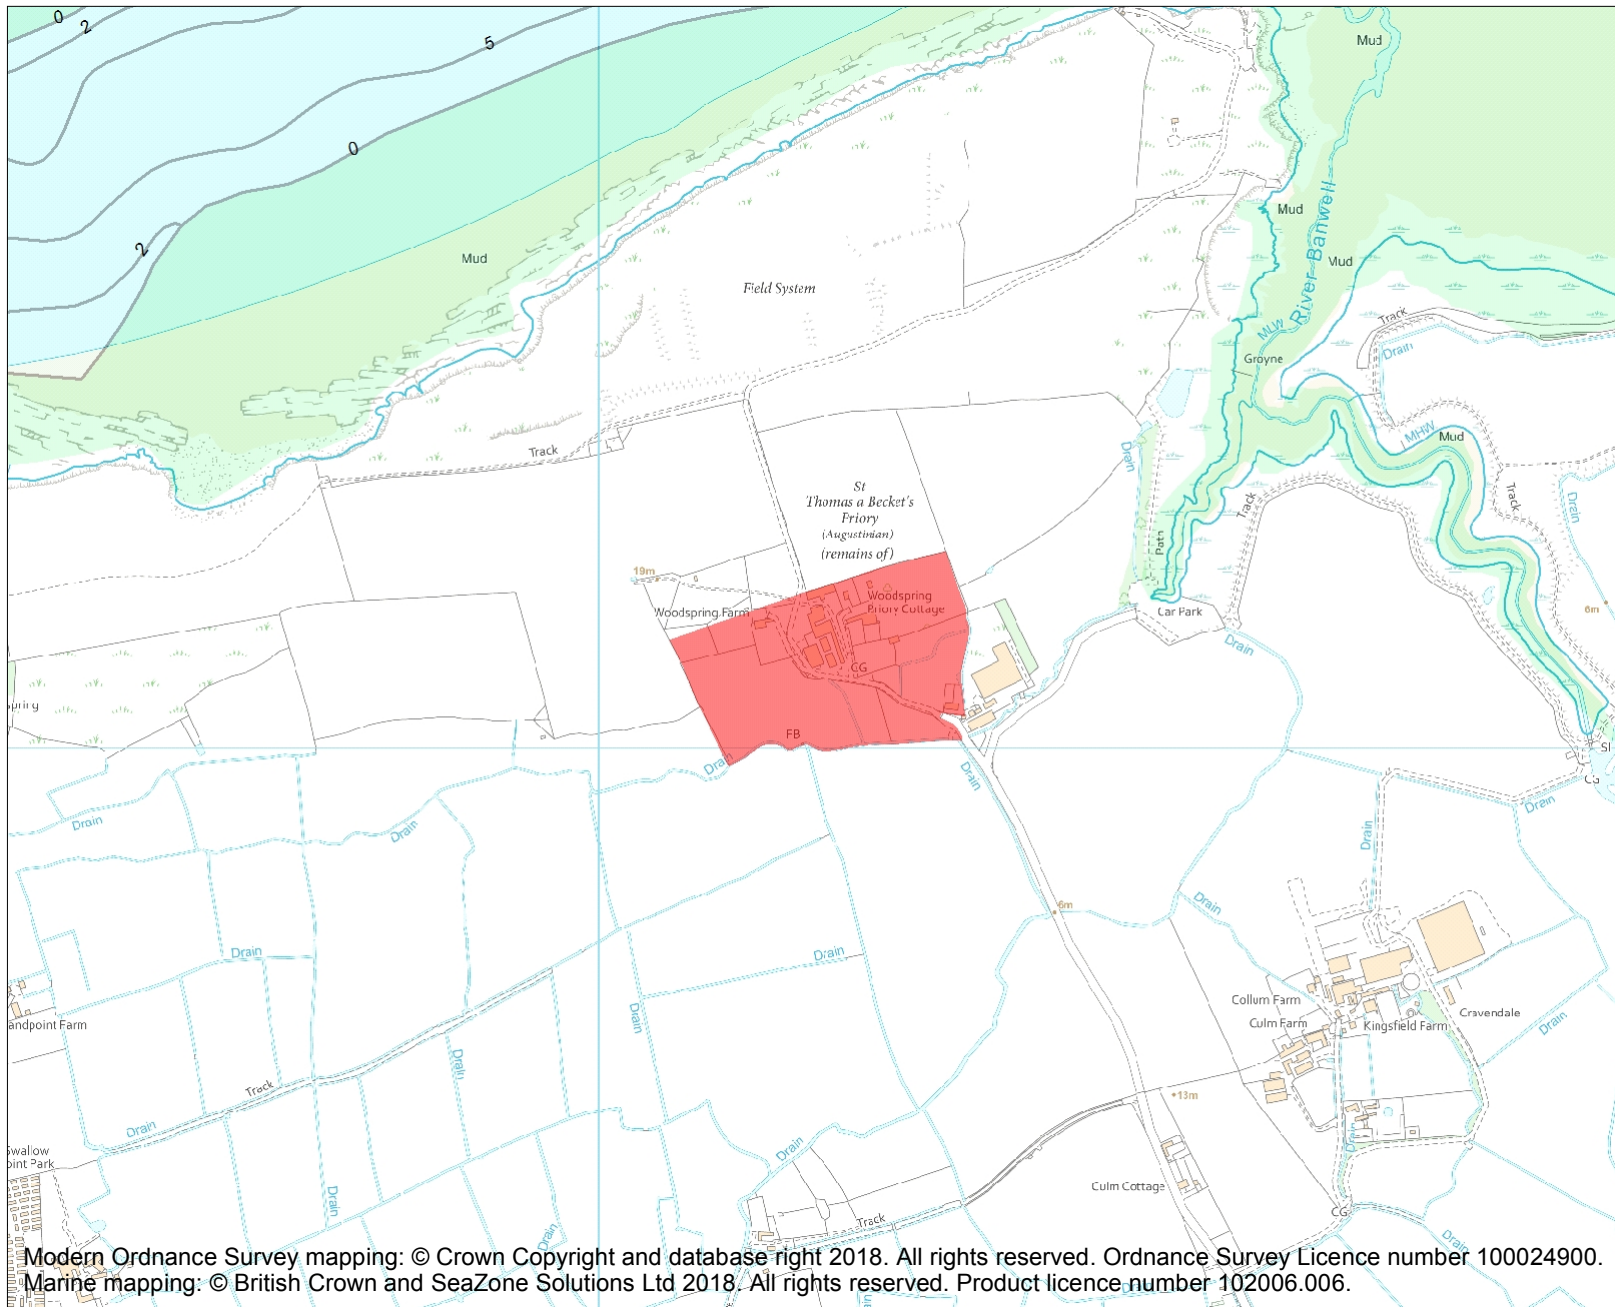 0
2
5
0
2
Mud
Mud
Mud
River Banwell
Mud
MLW
Groyne
Field System
Track
Drain
Track
MHW
Mud
Drain
Track
Track
Drain
Path
St
Thomas a Becket's
Priory
(Augustinian)
(remains of)
19m
Woodspring Farm
Woodspring
Priory Cottage
CG
Car Park
Drain
6m
FB
Drain
Drain
Drain
Drain
Drain
Drain
6m
Drain
Drain
Drain
Drain
Collum Farm
Culm Farm
Kingsfield Farm
Cravendale
Drain
andpoint Farm
Drain
Track
Drain
13m
Drain
Drain
Culm Cottage
Swallow
oint Park
Drain
Drain
Track
CG
Drain
Modern Ordnance Survey mapping: © Crown Copyright and database right 2018. All rights reserved. Ordnance Survey Licence number 100024900.
Marine mapping: © British Crown and SeaZone Solutions Ltd 2018. All rights reserved. Product licence number 102006.006.